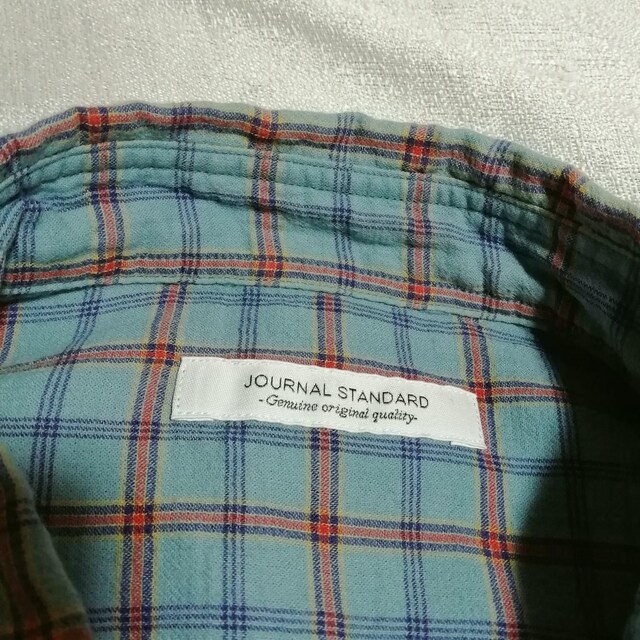 JOURNAL STANDARD
-Genuine original quality-